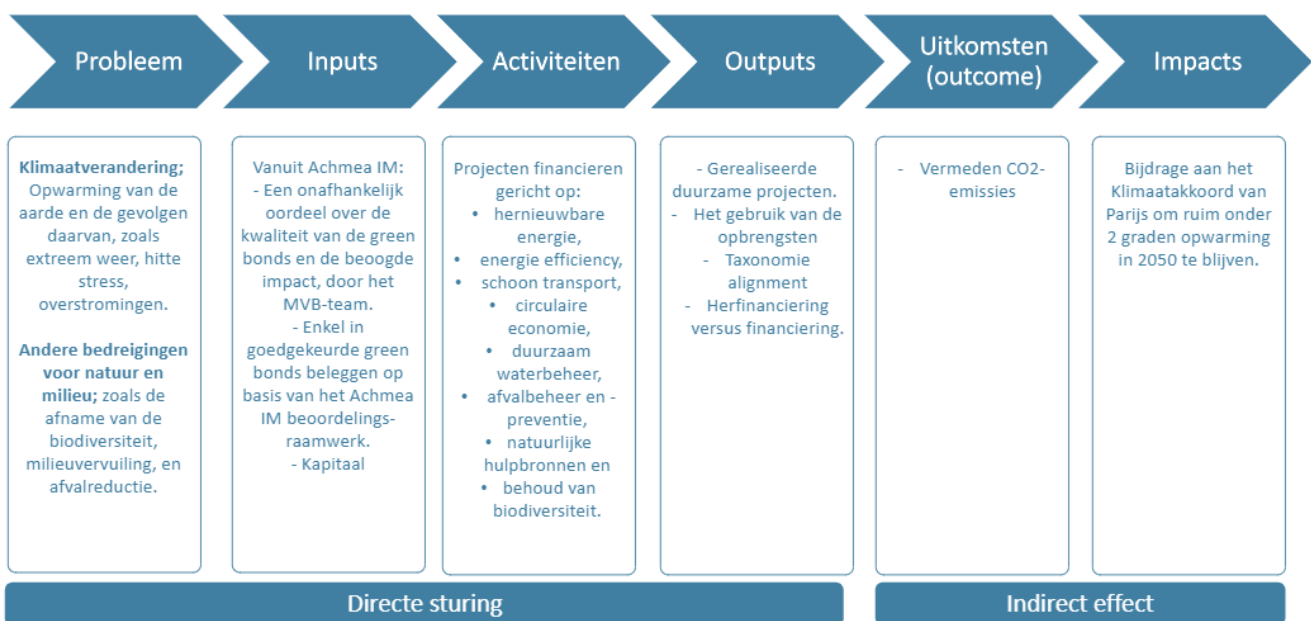 Probleem
Inputs
Activiteiten
Outputs
Uitkomsten
(outcome)
Impacts
Klimaatverandering;
Opwarming van de
aarde en de gevolgen
daarvan, zoals
extreem weer, hitte
stress,
overstromingen.
Andere bedreigingen
voor natuur en
milieu; zoals de
afname van de
biodiversiteit,
milieuvervuiling, en
afvalreductie.
Vanuit Achmea IM:
- Een onafhankelijk
oordeel over de
kwaliteit van de green
bonds en de beoogde
impact, door het
MVB-team.
- Enkel in
goedgekeurde green
bonds beleggen op
basis van het Achmea
IM beoordelings-
raamwerk.
- Kapitaal
Projecten financieren
gericht op:
• hernieuwbare
energie,
• energie efficiency,
• schoon transport,
• circulaire
economie,
• duurzaam
waterbeheer,
• afvalbeheer en -
preventie,
• natuurlijke
hulpbronnen en
• behoud van
biodiversiteit.
- Gerealiseerde
duurzame projecten.
- Het gebruik van de
opbrengsten
- Taxonomie
alignment
- Herfinanciering
versus financiering.
- Vermeden CO2-
emissies
Bijdrage aan het
Klimaatakkoord van
Parijs om ruim onder
2 graden opwarming
in 2050 te blijven.
Directe sturing
Indirect effect